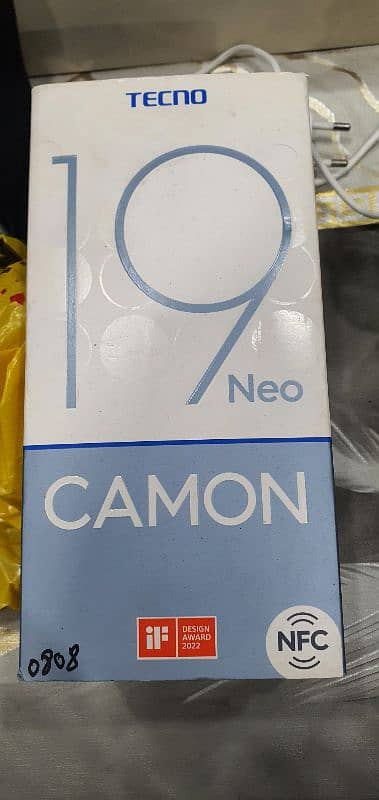 TECNO
19
Neo
CAMON
iF DESIGN
AWARD
2022
NFC
0808